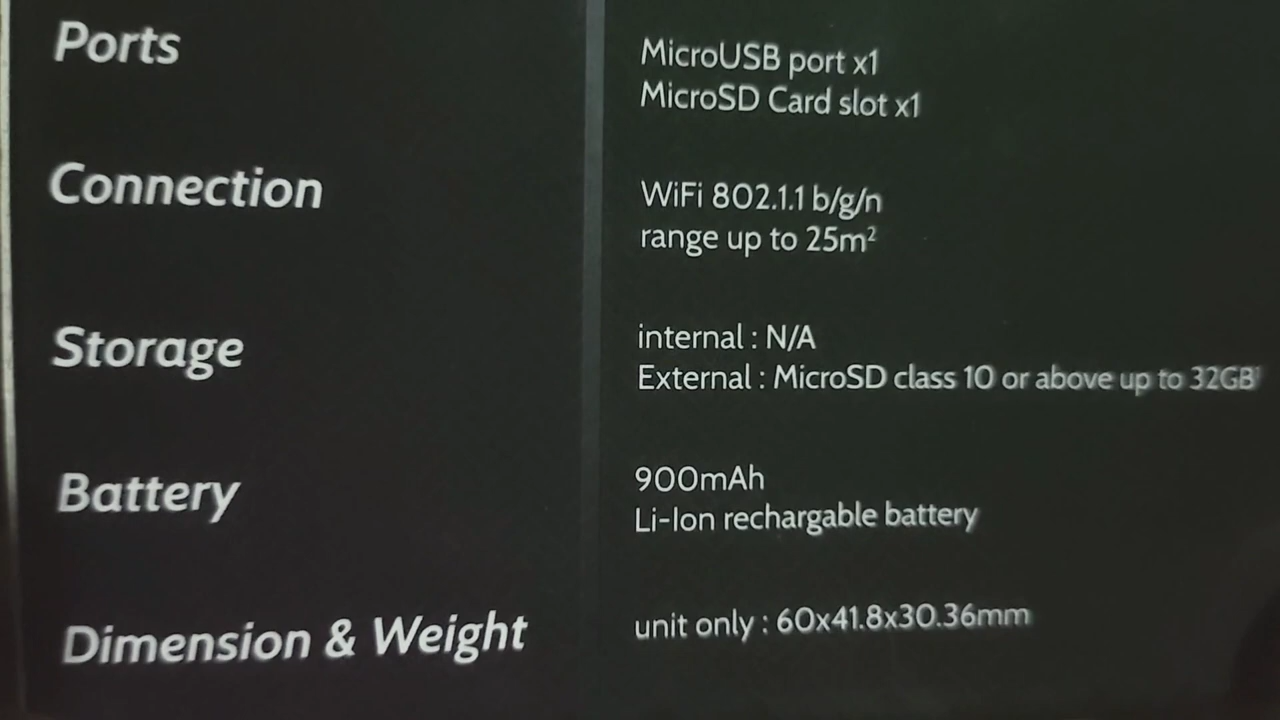 Ports
MicroUSB port x1
MicroSD Card slot x1
Connection
WiFi 802.1.1 b/g/n
range up to 25m²
Storage
internal : N/A
External : MicroSD class 10 or above up to 32GB
Battery
900mAh
Li-Ion rechargable battery
Dimension & Weight
unit only : 60x41.8x30.36mm